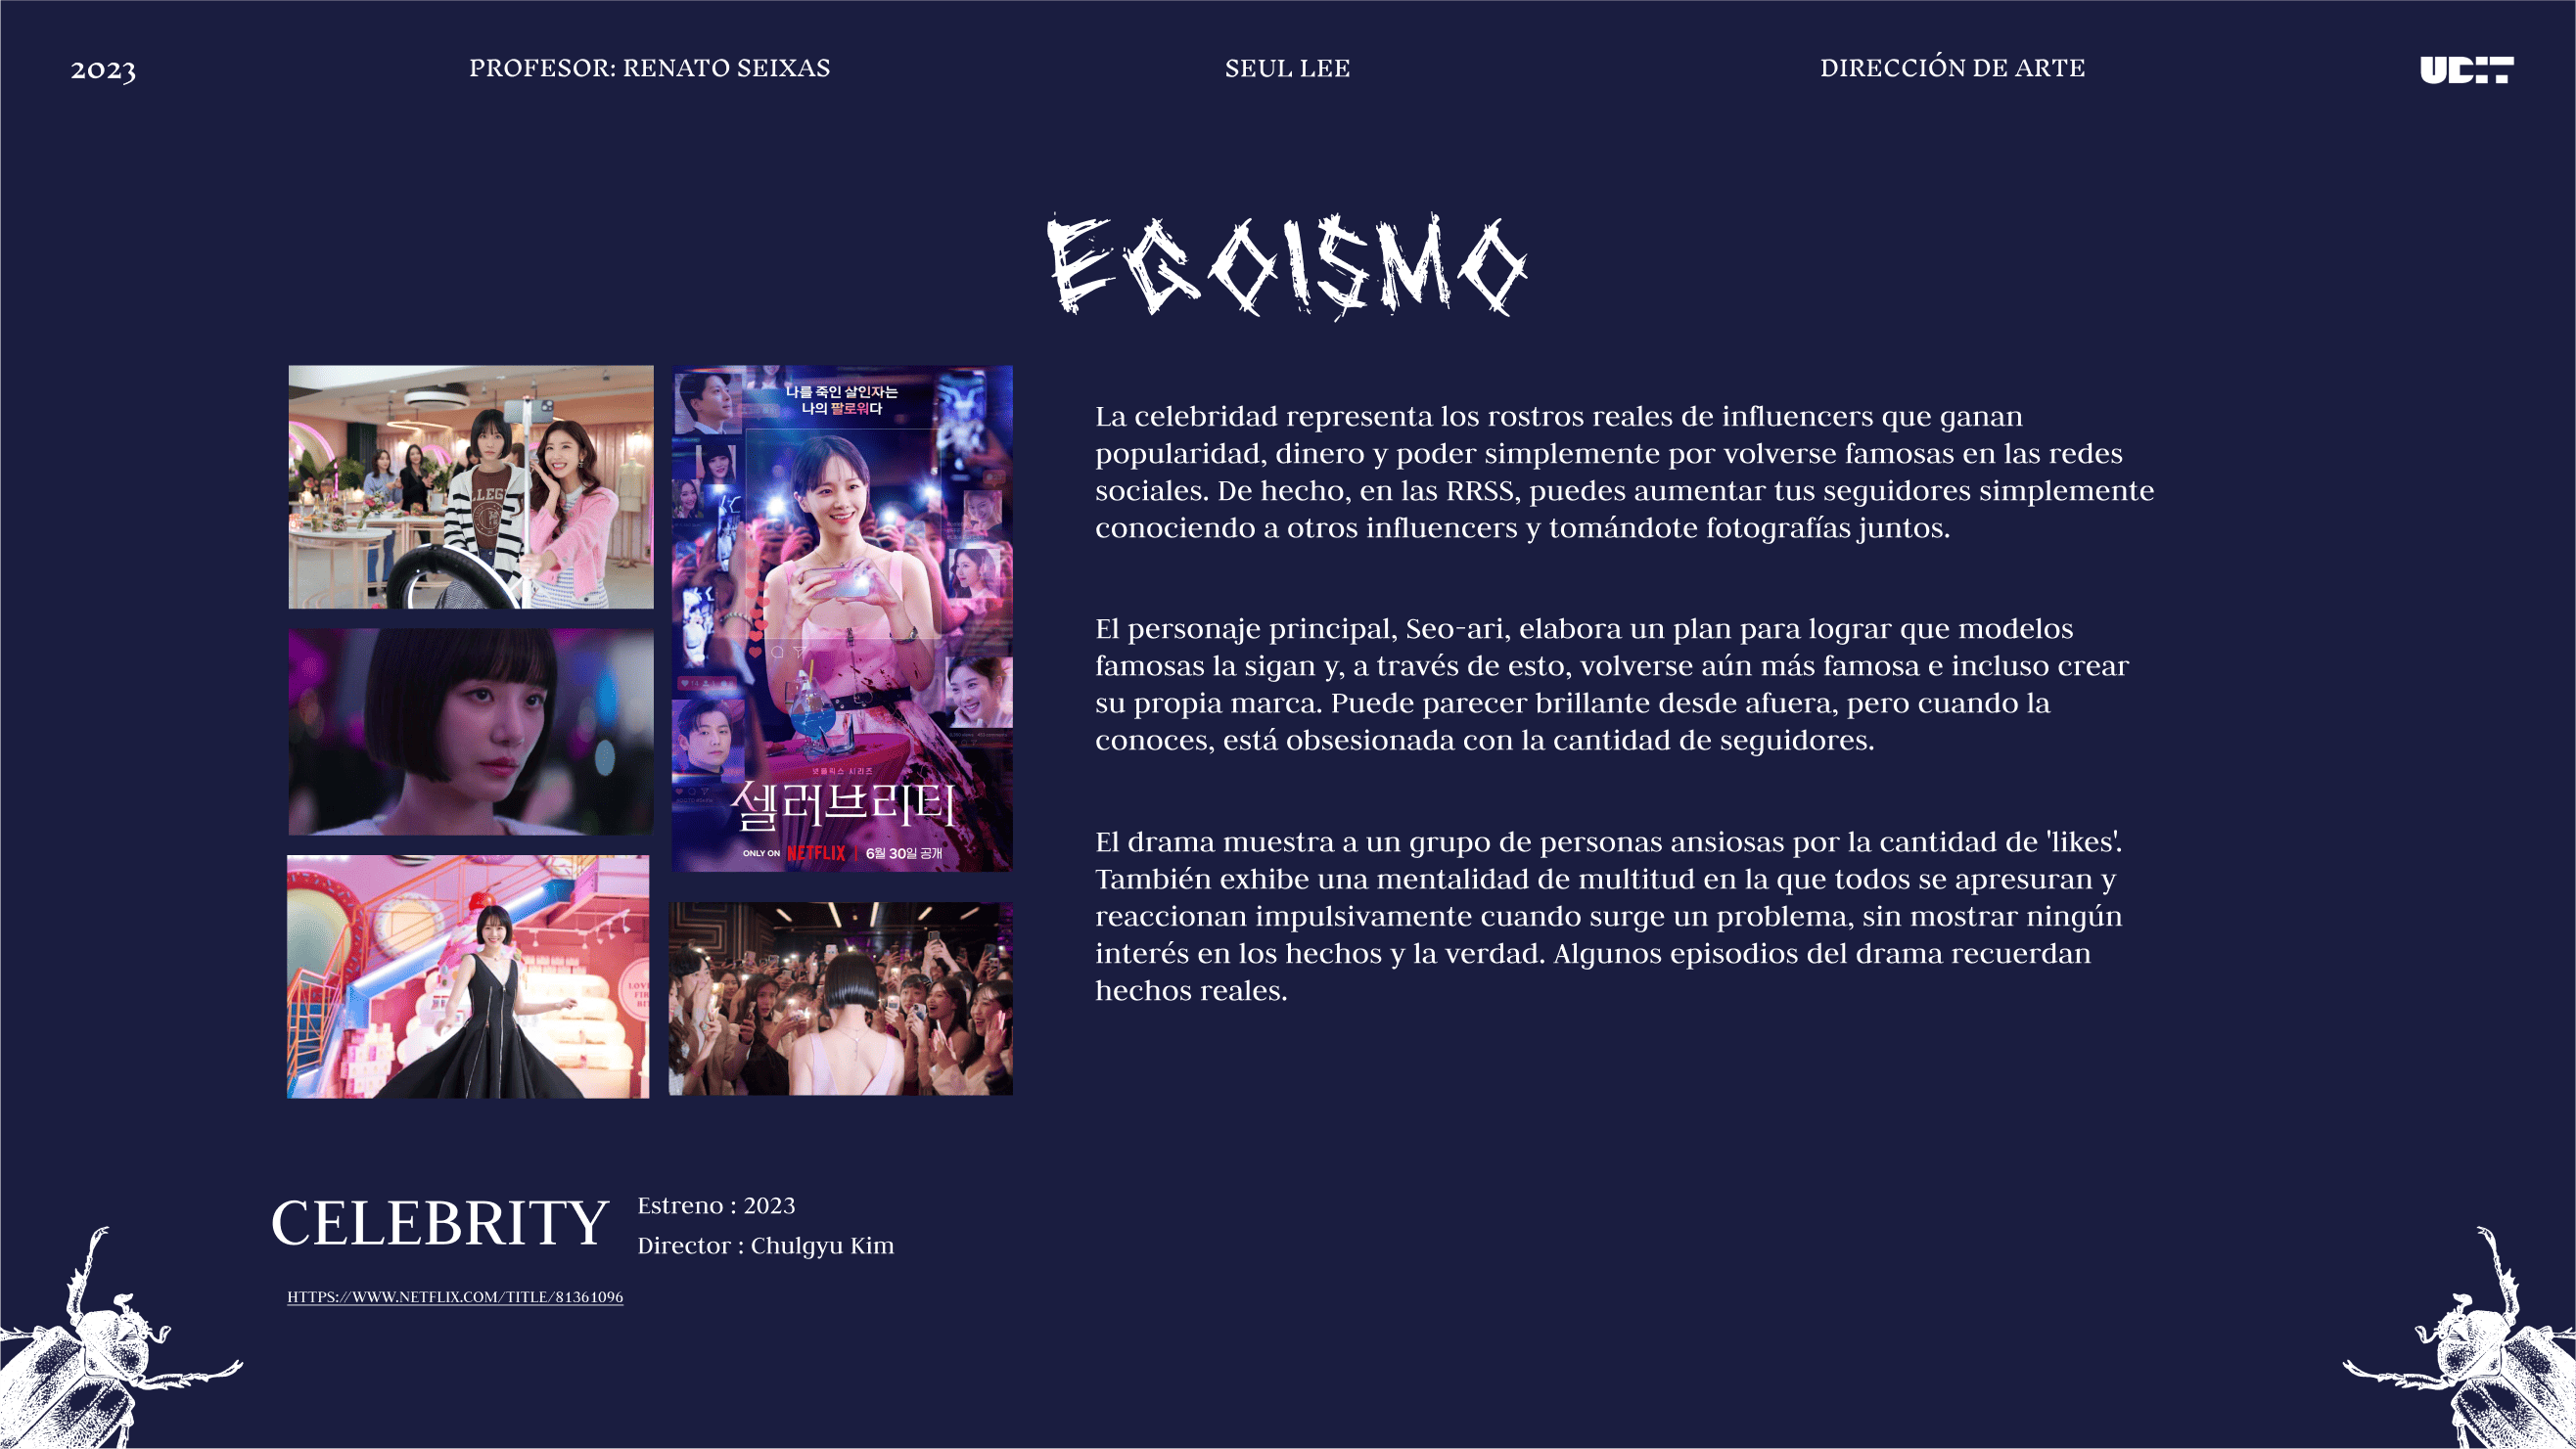 2023
PROFESOR: RENATO SEIXAS
SEUL LEE
DIRECCIÓN DE ARTE
UDIT
EGOISMO
나를 죽인 살인자는
나의 팔로워다
넷플릭스 시리즈
셀러브리티
ONLY ON NETFLIX | 6월 30일 공개
La celebridad representa los rostros reales de influencers que ganan
popularidad, dinero y poder simplemente por volverse famosas en las redes
sociales. De hecho, en las RRSS, puedes aumentar tus seguidores simplemente
conociendo a otros influencers y tomándote fotografías juntos.
El personaje principal, Seo-ari, elabora un plan para lograr que modelos
famosas la sigan y, a través de esto, volverse aún más famosa e incluso crear
su propia marca. Puede parecer brillante desde afuera, pero cuando la
conoces, está obsesionada con la cantidad de seguidores.
El drama muestra a un grupo de personas ansiosas por la cantidad de 'likes'.
También exhibe una mentalidad de multitud en la que todos se apresuran y
reaccionan impulsivamente cuando surge un problema, sin mostrar ningún
interés en los hechos y la verdad. Algunos episodios del drama recuerdan
hechos reales.
CELEBRITY
Estreno : 2023
Director : Chulgyu Kim
HTTPS://WWW.NETFLIX.COM/TITLE/81361096